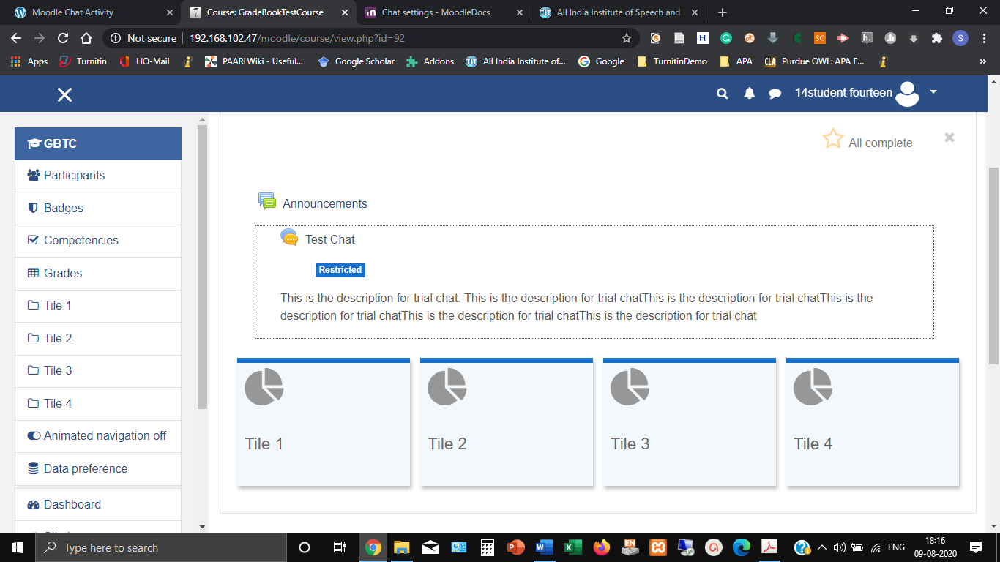 Moodle Chat Activity
Course: GradeBookTestCourse
Chat settings - MoodleDocs
All India Institute of Speech and
Not secure
192.168.102.47/moodle/course/view.php?id=92
Apps
Turnitin
LIO-Mail
PAARLWiki - Useful...
Google Scholar
Addons
All India Institute of...
Google
TurnitinDemo
APA
Purdue OWL: APA F...
14student fourteen
GBTC
Participants
Badges
Competencies
Grades
Tile 1
Tile 2
Tile 3
Tile 4
Animated navigation off
Data preference
Dashboard
All complete
Announcements
Test Chat
Restricted
This is the description for trial chat. This is the description for trial chatThis is the description for trial chatThis is the
description for trial chatThis is the description for trial chatThis is the description for trial chat
Tile 1
Tile 2
Tile 3
Tile 4
Type here to search
ENG
18:16
09-08-2020